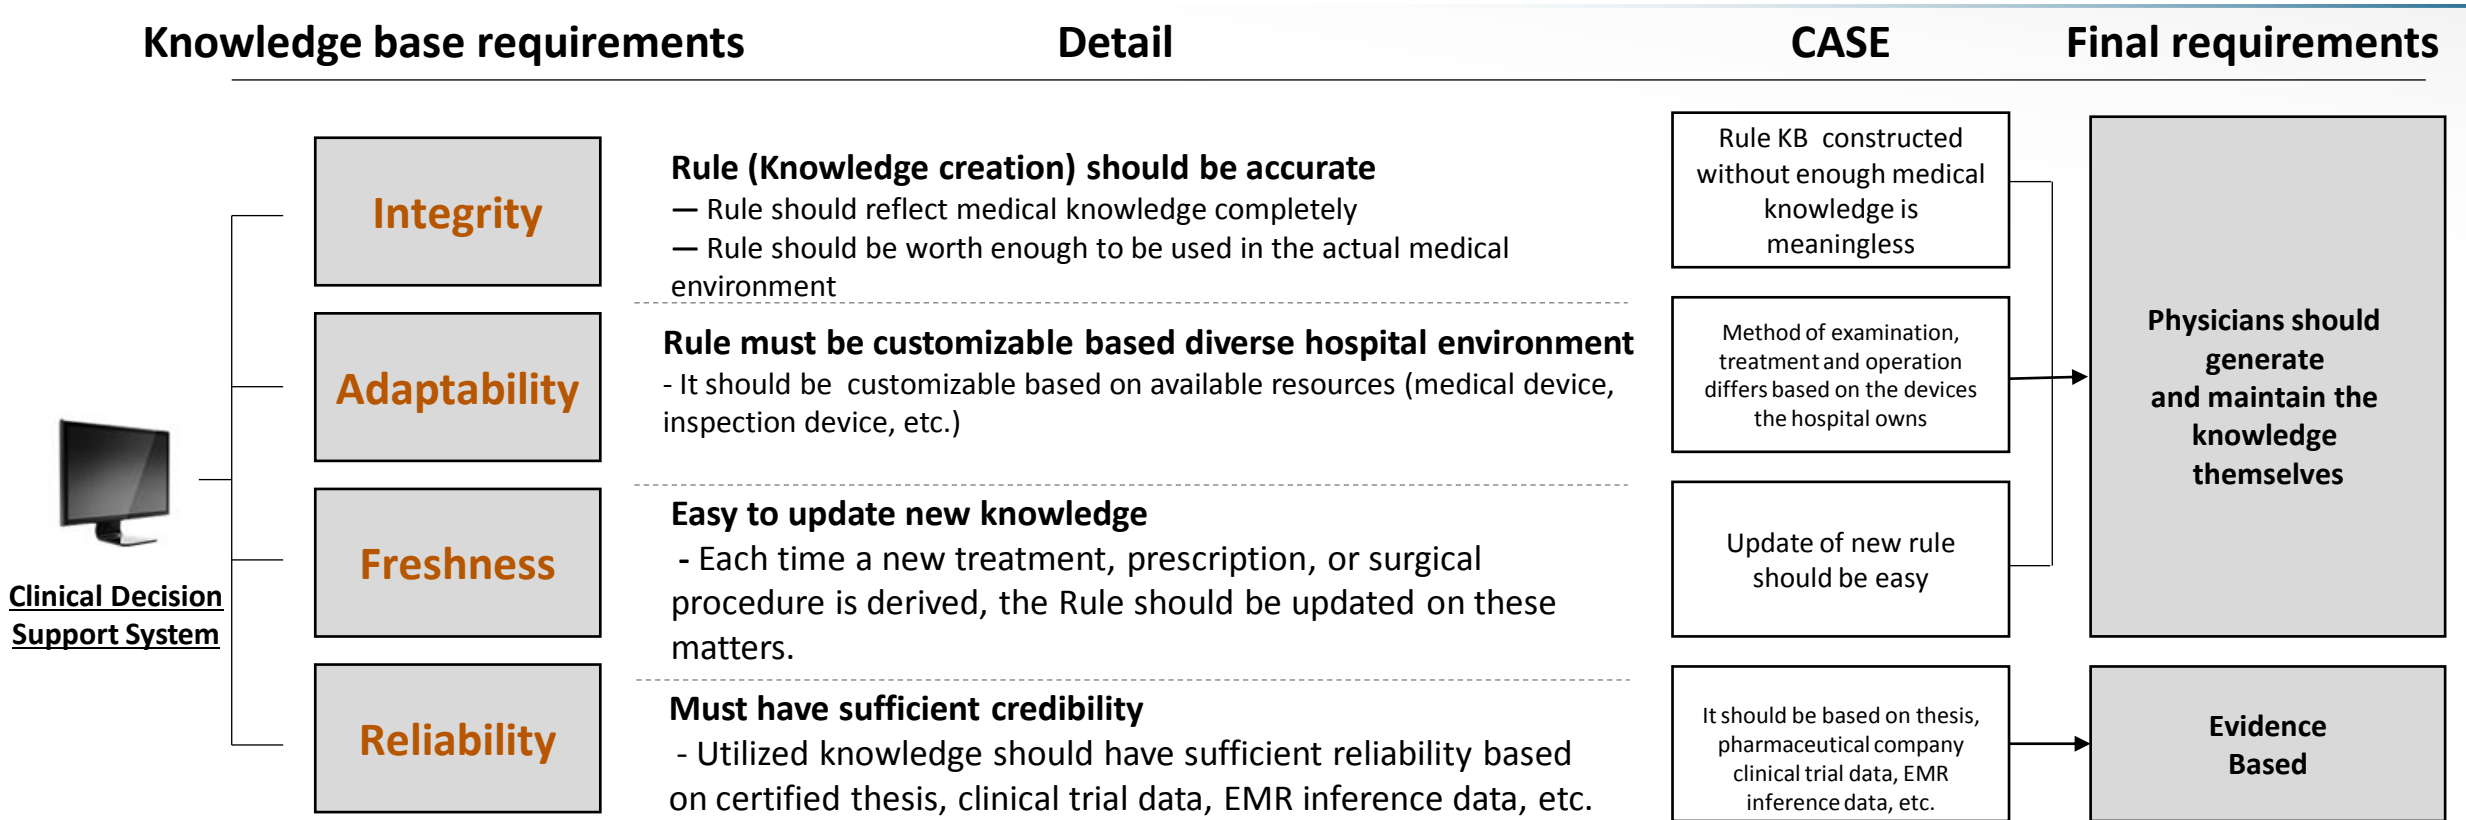 Knowledge base requirements
Detail
CASE
Final requirements
Clinical Decision
Support System
Integrity
Rule (Knowledge creation) should be accurate
— Rule should reflect medical knowledge completely
— Rule should be worth enough to be used in the actual medical
environment
Rule KB constructed
without enough medical
knowledge is
meaningless
Adaptability
Rule must be customizable based diverse hospital environment
- It should be customizable based on available resources (medical device,
inspection device, etc.)
Method of examination,
treatment and operation
differs based on the devices
the hospital owns
Freshness
Easy to update new knowledge
- Each time a new treatment, prescription, or surgical
procedure is derived, the Rule should be updated on these
matters.
Update of new rule
should be easy
Physicians should
generate
and maintain the
knowledge
themselves
Reliability
Must have sufficient credibility
- Utilized knowledge should have sufficient reliability based
on certified thesis, clinical trial data, EMR inference data, etc.
It should be based on thesis,
pharmaceutical company
clinical trial data, EMR
inference data, etc.
Evidence
Based